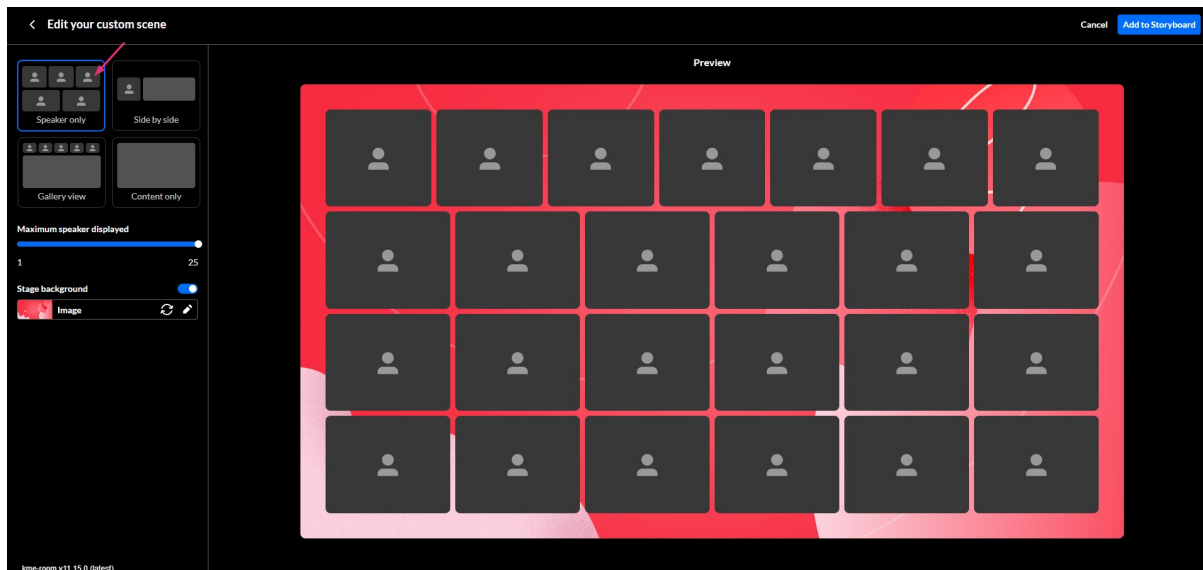 Edit your custom scene
Cancel
Add to Storyboard
Speaker only
Side by side
Gallery view
Content only
Maximum speaker displayed
1
25
Stage background
Image
Preview
kme-room v11.15.0 (latest)